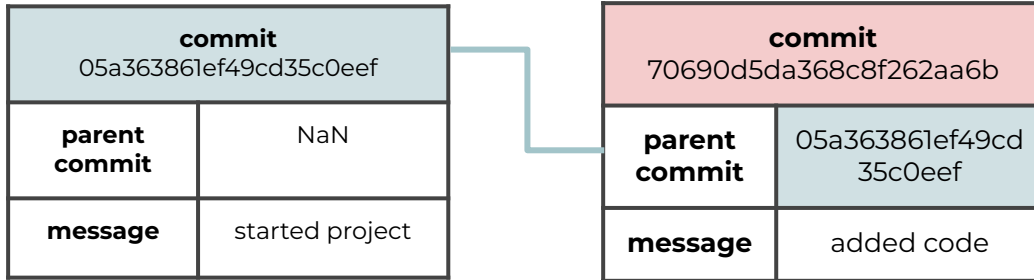 commit
05a363861ef49cd35c0eef
parent
commit
NaN
message
started project
commit
70690d5da368c8f262aa6b
parent
commit
05a363861ef49cd
35c0eef
message
added code